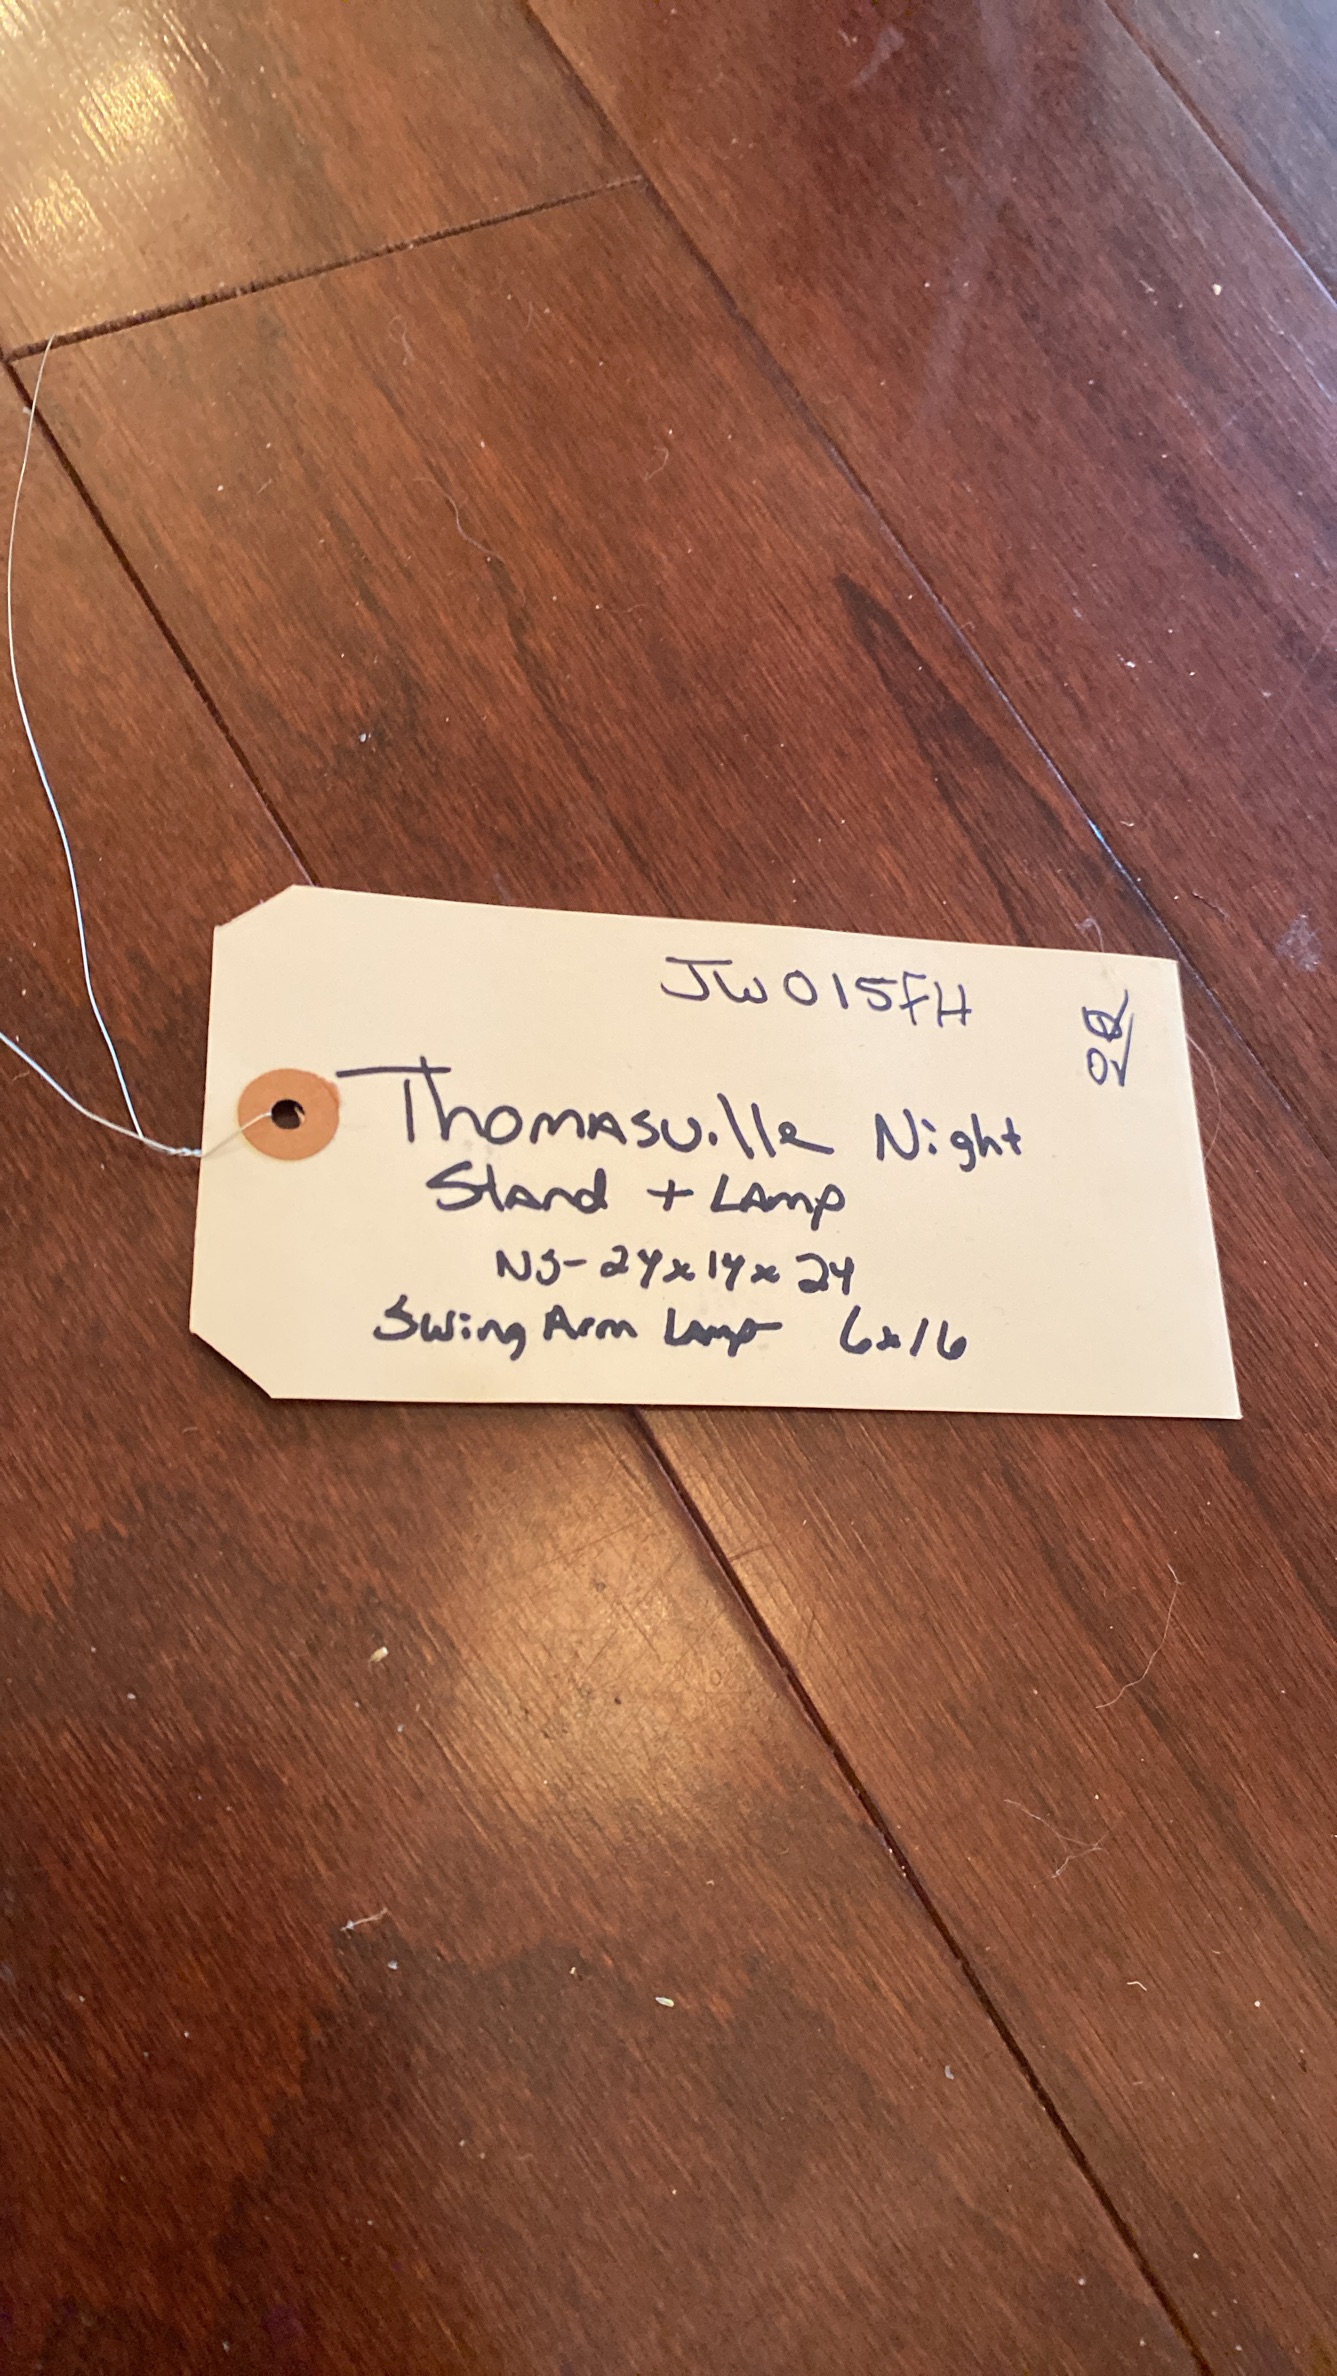 JW015FH
Thomasville Night
Stand + Lamp
NS- 24x14x24
Swing Arm Lamp 6x16